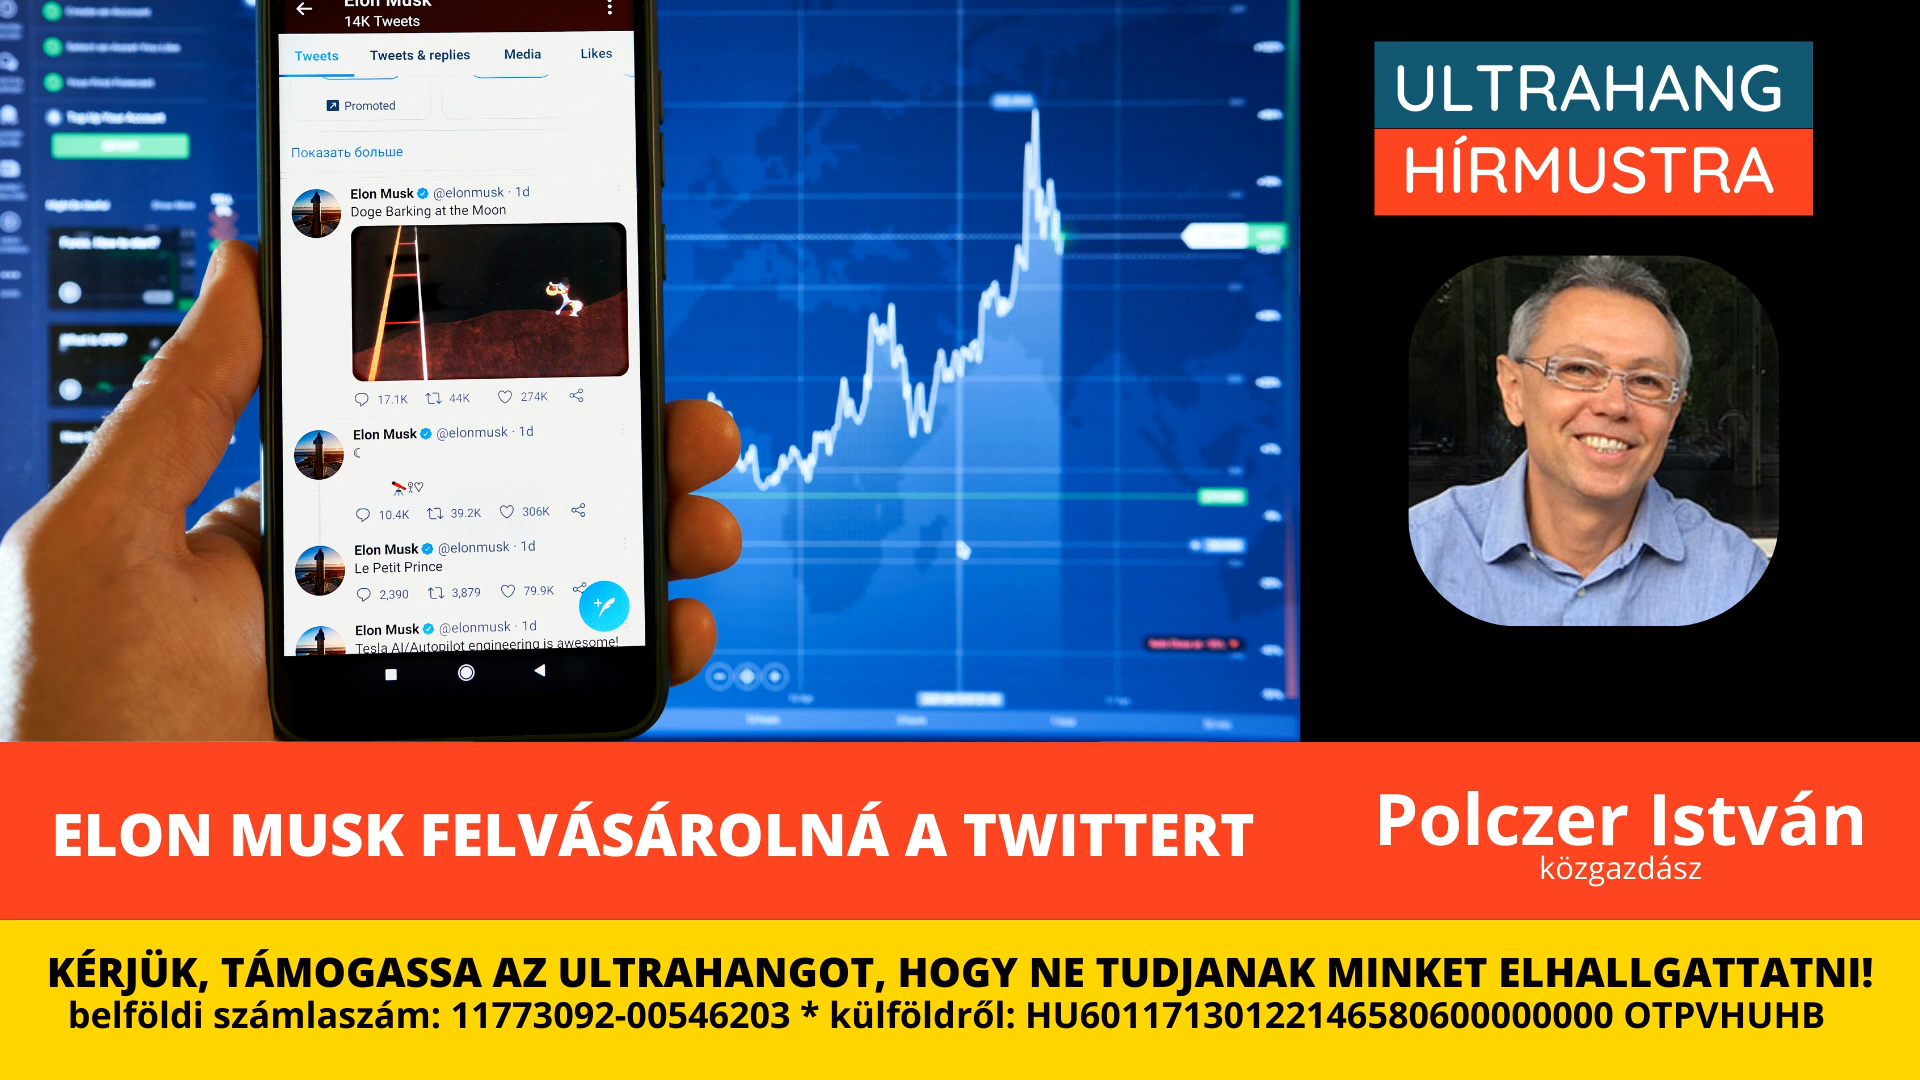 Elon Musk
14K Tweets
Tweets Tweets & replies Media Likes
Promoted
Показать больше
Elon Musk @elonmusk · 1d
Doge Barking at the Moon
17.1K 44K 274K
Elon Musk @elonmusk · 1d
10.4K 39.2K 306K
Elon Musk @elonmusk · 1d
Le Petit Prince
2,390 3,879 79.9K
Elon Musk @elonmusk · 1d
Tesla AI/Autopilot engineering is awesome!
ULTRAHANG
HÍRMUSTRA
ELON MUSK FELVÁSÁROLNÁ A TWITTERT
Polczer István
közgazdász
KÉRJÜK, TÁMOGASSA AZ ULTRAHANGOT, HOGY NE TUDJANAK MINKET ELHALLGATTATNI!
belföldi számlaszám: 11773092-00546203 * külföldről: HU60117130122146580600000000 OTPVHUHB